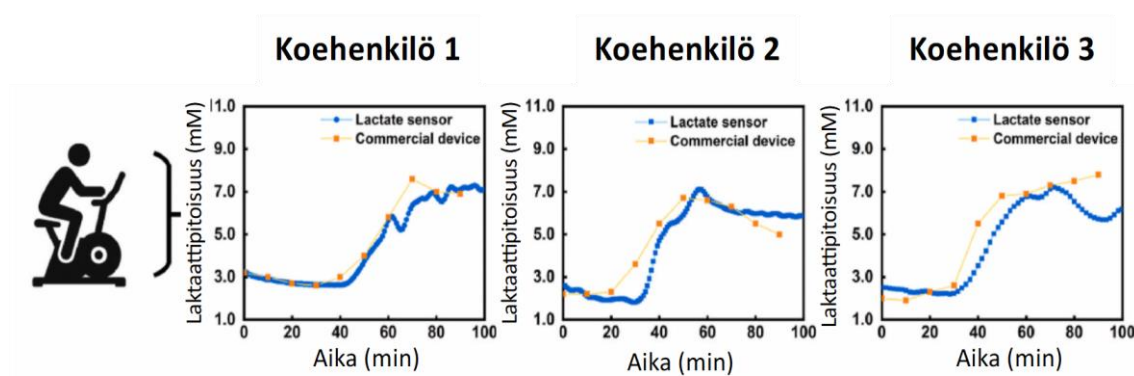 Koehenkilö 1
Koehenkilö 2
Koehenkilö 3
Laktaattipitoisuus (mM)
1.0
9.0
7.0
5.0
3.0
1.0
Lactate sensor
Commercial device
0
20
40
60
80
100
Aika (min)
Laktaattipitoisuus (mM)
11.0
9.0
7.0
5.0
3.0
1.0
Lactate sensor
Commercial device
0
20
40
60
80
100
Aika (min)
Laktaattipitoisuus (mM)
11.0
9.0
7.0
5.0
3.0
1.0
Lactate sensor
Commercial device
0
20
40
60
80
100
Aika (min)